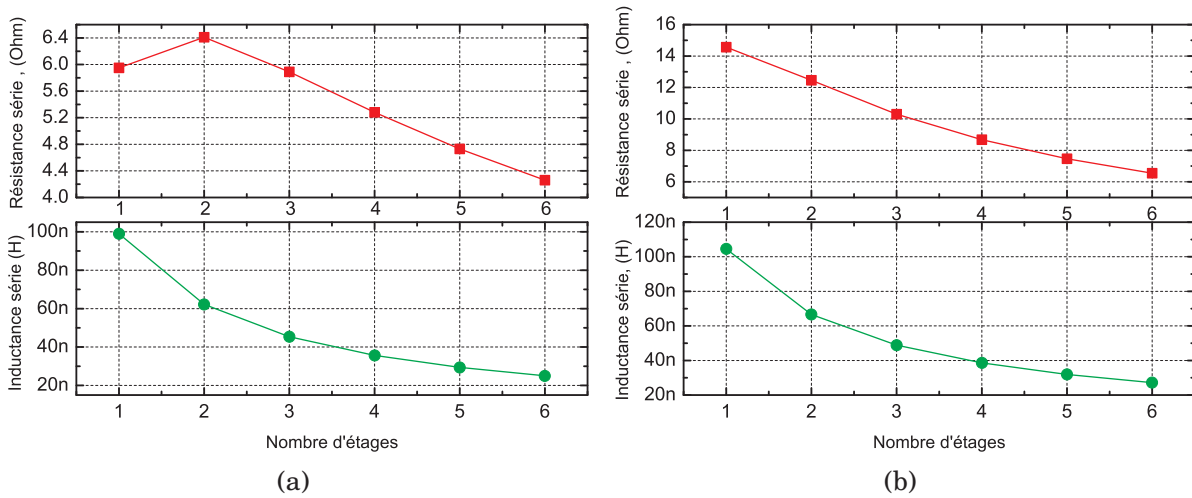 Résistance série , (Ohm)
6.4
6.0
5.6
5.2
4.8
4.4
4.0
1 2 3 4 5 6
Inductance série (H)
100n
80n
60n
40n
20n
1 2 3 4 5 6
Nombre d'étages
(a)
Résistance série , (Ohm)
16
14
12
10
8
6
1 2 3 4 5 6
Inductance série, (H)
120n
100n
80n
60n
40n
20n
1 2 3 4 5 6
Nombre d'étages
(b)